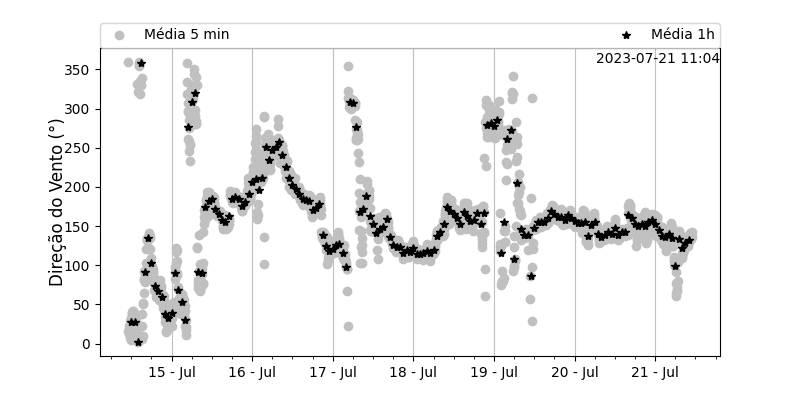 Média 5 min
Média 1h
2023-07-21 11:04
Direção do Vento (°)
350
300
250
200
150
100
50
0
15 - Jul
16 - Jul
17 - Jul
18 - Jul
19 - Jul
20 - Jul
21 - Jul